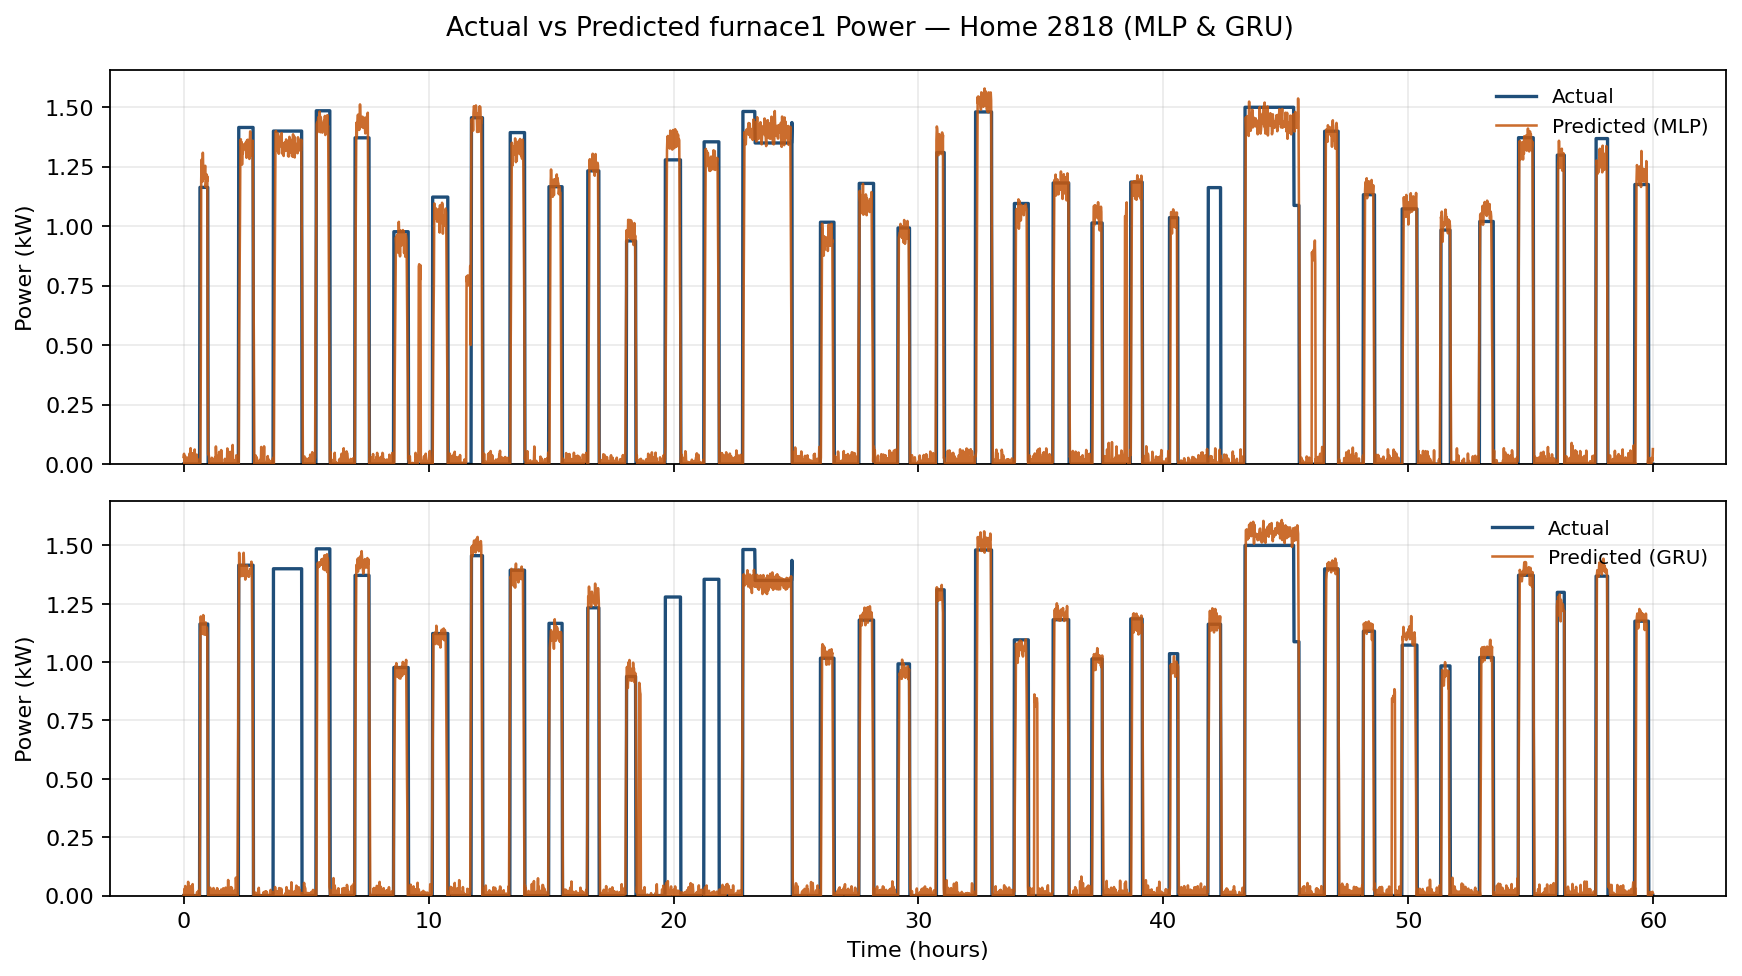 Actual vs Predicted furnace1 Power — Home 2818 (MLP & GRU)
1.50
1.25
1.00
0.75
0.50
0.25
0.00
Power (kW)
Actual
Predicted (MLP)
1.50
1.25
1.00
0.75
0.50
0.25
0.00
Power (kW)
Actual
Predicted (GRU)
0 10 20 30 40 50 60
Time (hours)